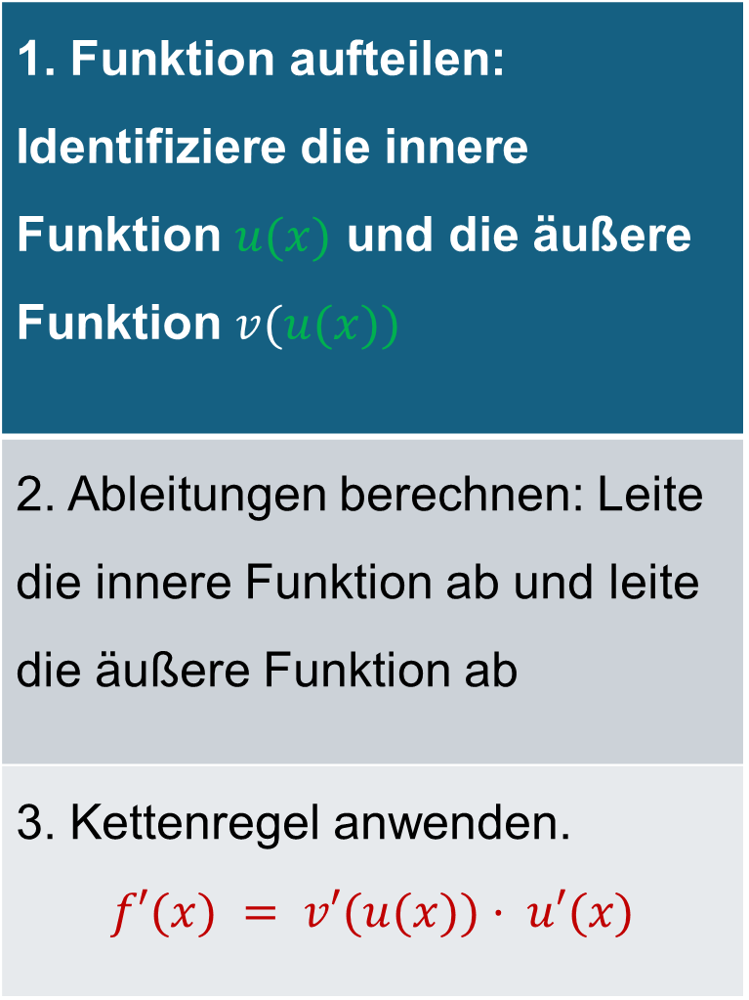 1. Funktion aufteilen:
Identifiziere die innere
Funktion 𝑢(𝑥) und die äußere
Funktion 𝑣(𝑢(𝑥))
2. Ableitungen berechnen: Leite
die innere Funktion ab und leite
die äußere Funktion ab
3. Kettenregel anwenden.
𝑓′(𝑥) = 𝑣′(𝑢(𝑥)) · 𝑢′(𝑥)